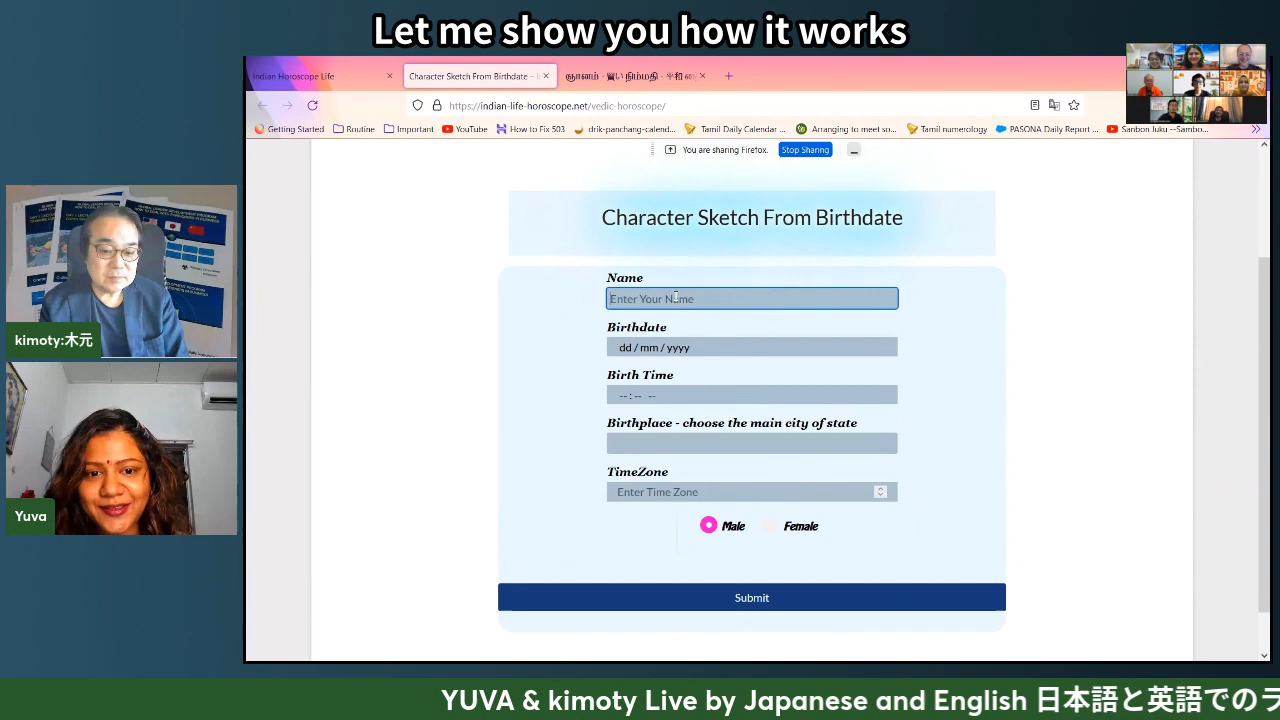 Let me show you how it works
Indian Horoscope Life
Character Sketch From Birthdate
https://indian-life-horoscope.net/vedic-horoscope/
Getting Started
Routine
Important
YouTube
How to Fix 503
drik-panchang-calend...
Tamil Daily Calendar ...
Arranging to meet so...
Tamil numerology
PASONA Daily Report ...
Sanbon Juku --Sambo...
You are sharing Firefox.
Stop Sharing
Character Sketch From Birthdate
Name
Enter Your Name
Birthdate
dd / mm / yyyy
Birth Time
-- : -- --
Birthplace - choose the main city of state
TimeZone
Enter Time Zone
Male
Female
Submit
kimoty:木元
Yuva
YUVA & kimoty Live by Japanese and English 日本語と英語でのラ